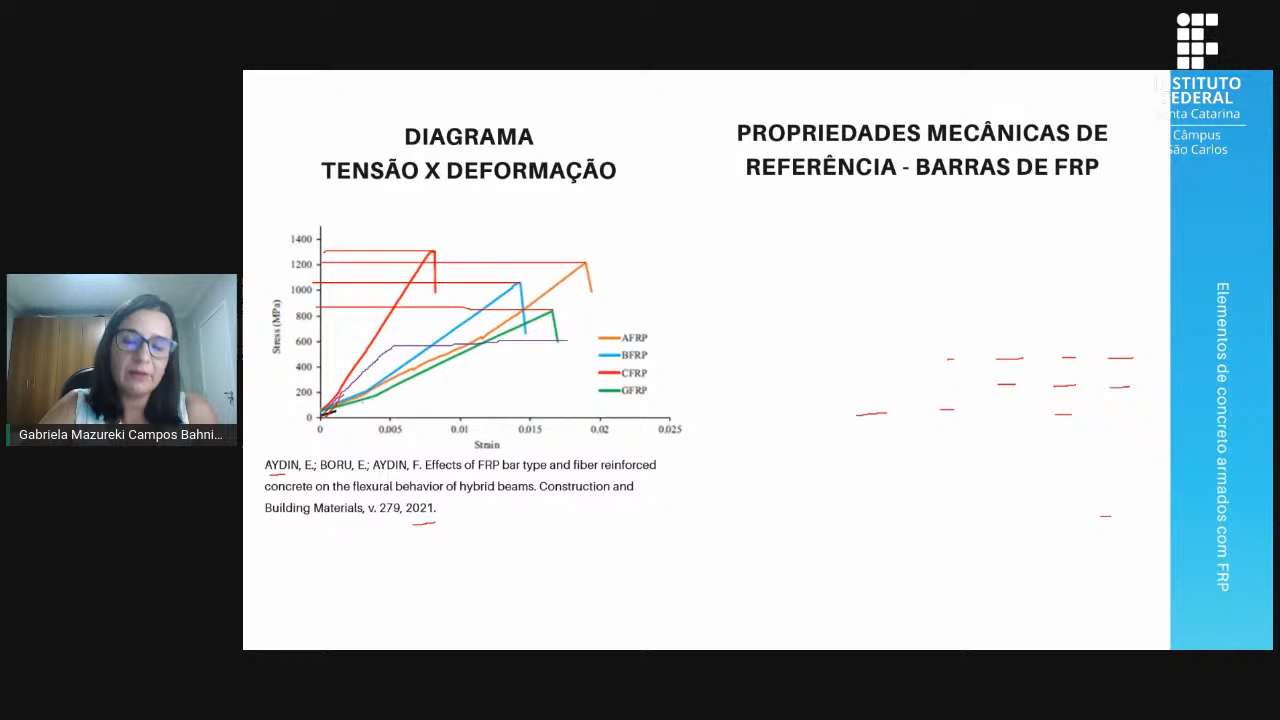 INSTITUTO
FEDERAL
Santa Catarina
Câmpus
São Carlos
DIAGRAMA
TENSÃO X DEFORMAÇÃO
PROPRIEDADES MECÂNICAS DE
REFERÊNCIA - BARRAS DE FRP
Stress (MPa)
1400
1200
1000
800
600
400
200
0
0
0,005
0.01
0.015
0.02
0.025
Strain
AFRP
BFRP
CFRP
GFRP
AYDIN, E.; BORU, E.; AYDIN, F. Effects of FRP bar type and fiber reinforced
concrete on the flexural behavior of hybrid beams. Construction and
Building Materials, v. 279, 2021.
Elementos de concreto armados com FRP
Gabriela Mazureki Campos Bahni...